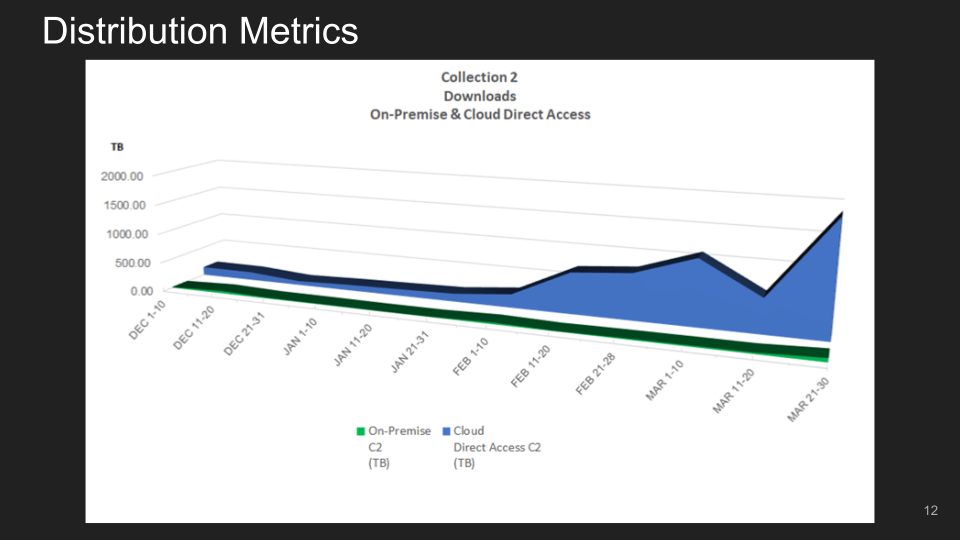 Distribution Metrics
Collection 2
Downloads
On-Premise & Cloud Direct Access
TB
2000.00
1500.00
1000.00
500.00
0.00
DEC 1-10
DEC 11-20
DEC 21-31
JAN 1-10
JAN 11-20
JAN 21-31
FEB 1-10
FEB 11-20
FEB 21-28
MAR 1-10
MAR 11-20
MAR 21-30
On-Premise
C2
(TB)
Cloud
Direct Access C2
(TB)
12